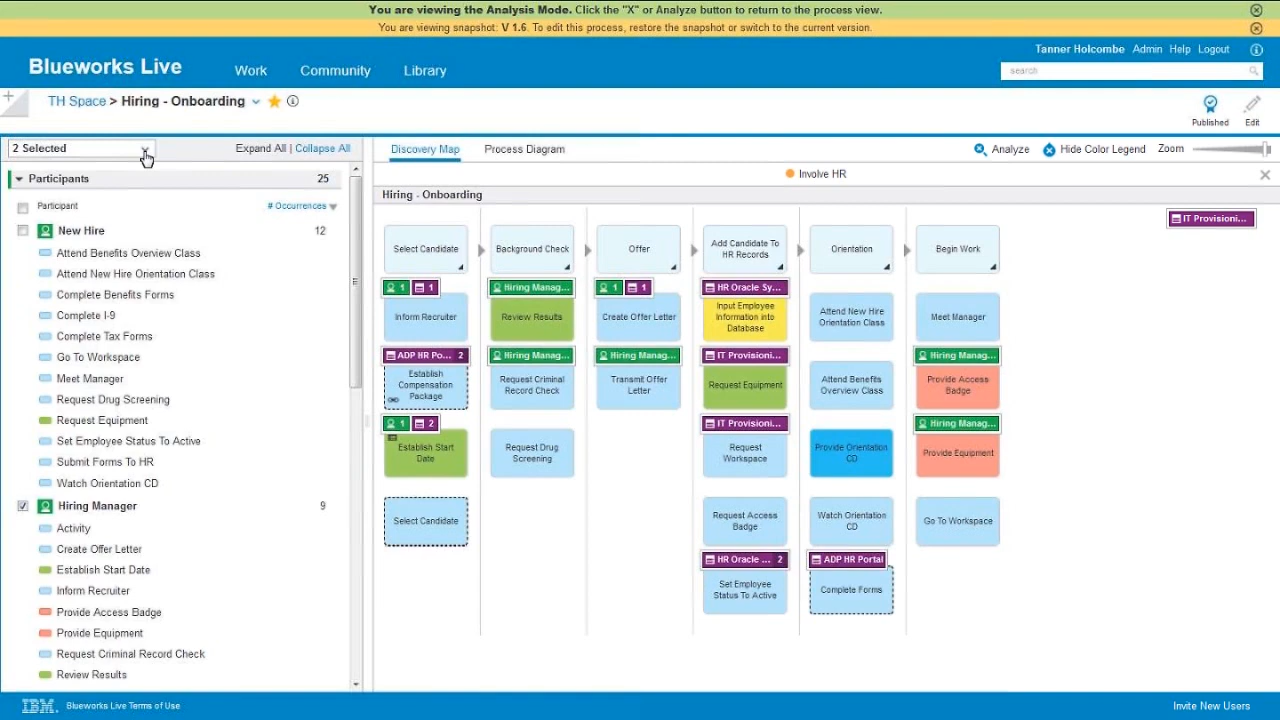 You are viewing the Analysis Mode. Click the "X" or Analyze button to return to the process view.
You are viewing snapshot: V 1.6. To edit this process, restore the snapshot or switch to the current version.
Tanner Holcombe Admin Help Logout
Blueworks Live Work Community Library
search
TH Space > Hiring - Onboarding
Published Edit
2 Selected Expand All | Collapse All
Participants 25
Participant # Occurrences
New Hire 12
Attend Benefits Overview Class
Attend New Hire Orientation Class
Complete Benefits Forms
Complete I-9
Complete Tax Forms
Go To Workspace
Meet Manager
Request Drug Screening
Request Equipment
Set Employee Status To Active
Submit Forms To HR
Watch Orientation CD
Hiring Manager 9
Activity
Create Offer Letter
Establish Start Date
Inform Recruiter
Provide Access Badge
Provide Equipment
Request Criminal Record Check
Review Results
Discovery Map Process Diagram Analyze Hide Color Legend Zoom
Involve HR
Hiring - Onboarding
IT Provisioni...
Select Candidate
1 1
Inform Recruiter
ADP HR Po... 2
Establish
Compensation
Package
1 2
Establish Start
Date
Select Candidate
Background Check
Hiring Manag...
Review Results
Hiring Manag...
Request Criminal
Record Check
Request Drug
Screening
Offer
1 1
Create Offer Letter
Hiring Manag...
Transmit Offer
Letter
Add Candidate To
HR Records
HR Oracle Sy...
Input Employee
Information into
Database
IT Provisioni...
Request Equipment
IT Provisioni...
Request
Workspace
Request Access
Badge
HR Oracle ... 2
Set Employee
Status To Active
Orientation
Attend New Hire
Orientation Class
Attend Benefits
Overview Class
Provide Orientation
CD
Watch Orientation
CD
ADP HR Portal
Complete Forms
Begin Work
Meet Manager
Hiring Manag...
Provide Access
Badge
Hiring Manag...
Provide Equipment
Go To Workspace
IBM. Blueworks Live Terms of Use
Invite New Users